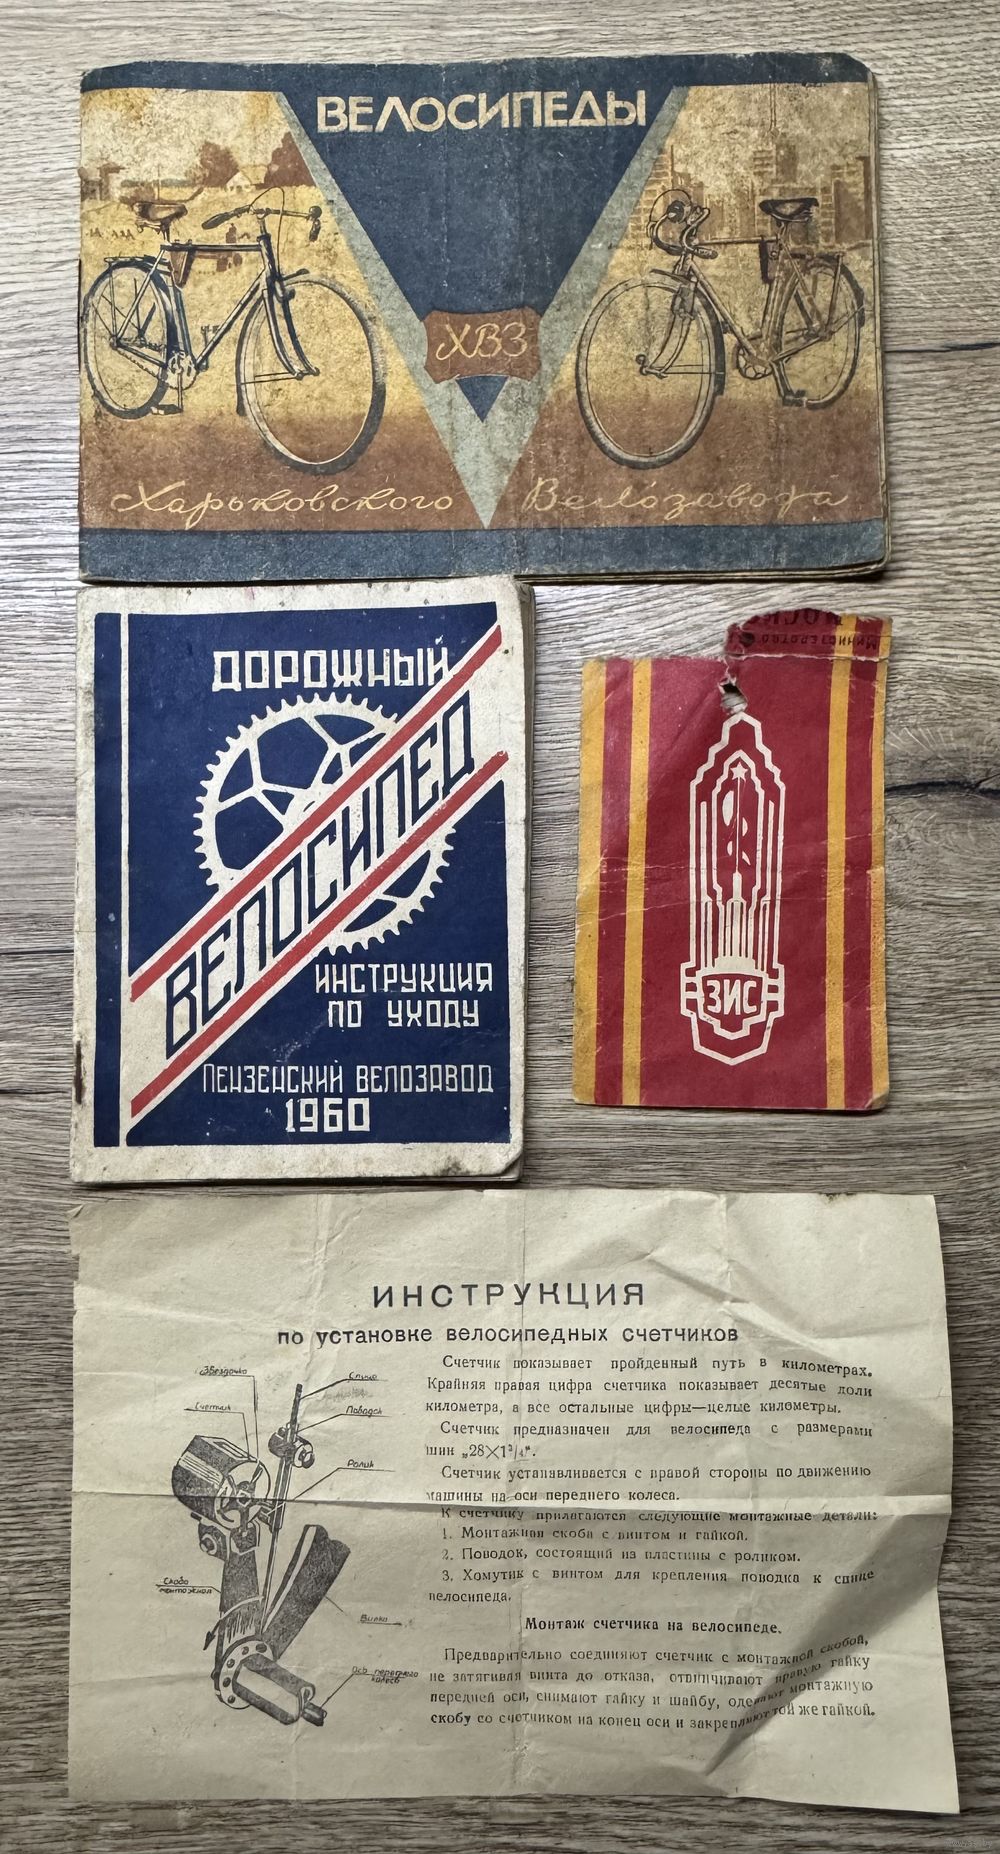 ВЕЛОСИПЕДЫ
ХВЗ
Харьковского Велозавода
ДОРОЖНЫЙ
ВЕЛОСИПЕД
ИНСТРУКЦИЯ
ПО УХОДУ
ПЕНЗЕНСКИЙ ВЕЛОЗАВОД
1960
МИНИСТЕРСТВО
ЗИС
ИНСТРУКЦИЯ
по установке велосипедных счетчиков
Звездочка
Счетчик
Спица
Поводок
Ролик
Скоба
монтажная
Вилка
Ось переднего
колеса
Счетчик показывает пройденный путь в километрах.
Крайняя правая цифра счетчика показывает десятые доли
километра, а все остальные цифры—целые километры.
Счетчик предназначен для велосипеда с размерами
шин „28×1³/₄“.
Счетчик устанавливается с правой стороны по движению
машины на оси переднего колеса.
К счетчику прилагаются следующие монтажные детали:
1. Монтажная скоба с винтом и гайкой.
2. Поводок, состоящий из пластины с роликом.
3. Хомутик с винтом для крепления поводка к спице
велосипеда.
Монтаж счетчика на велосипеде.
Предварительно соединяют счетчик с монтажной скобой,
не затягивая винта до отказа, отвинчивают правую гайку
передней оси, снимают гайку и шайбу, одевают монтажную
скобу со счетчиком на конец оси и закрепляют той же гайкой.